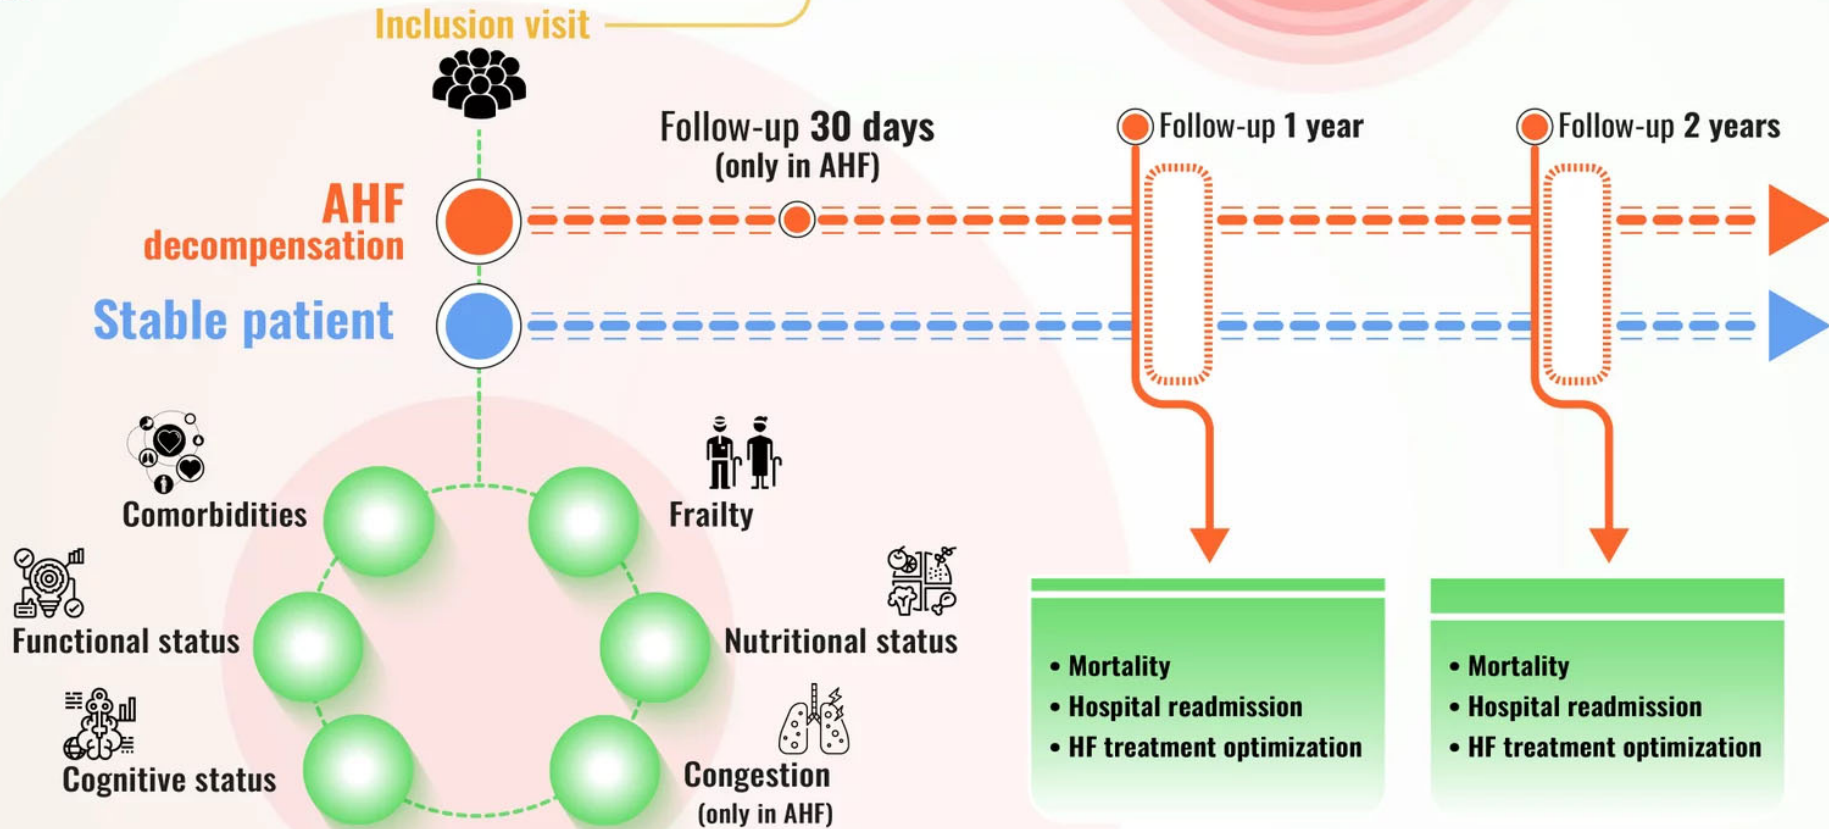 Inclusion visit
Follow-up 30 days
(only in AHF)
Follow-up 1 year
Follow-up 2 years
AHF
decompensation
Stable patient
Comorbidities
Frailty
Functional status
Nutritional status
Cognitive status
Congestion
(only in AHF)
• Mortality
• Hospital readmission
• HF treatment optimization
• Mortality
• Hospital readmission
• HF treatment optimization